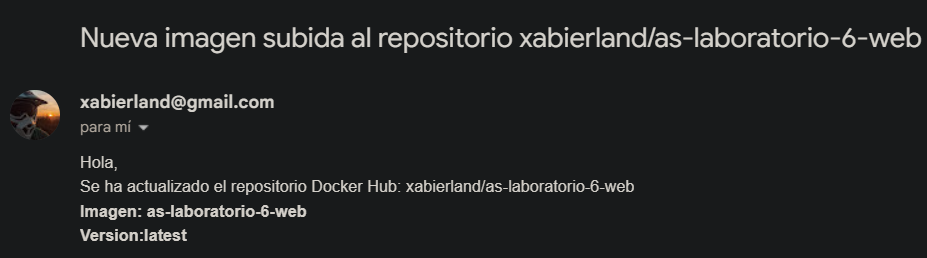 Nueva imagen subida al repositorio xabierland/as-laboratorio-6-web
xabierland@gmail.com
para mí
Hola,
Se ha actualizado el repositorio Docker Hub: xabierland/as-laboratorio-6-web
Imagen: as-laboratorio-6-web
Version:latest